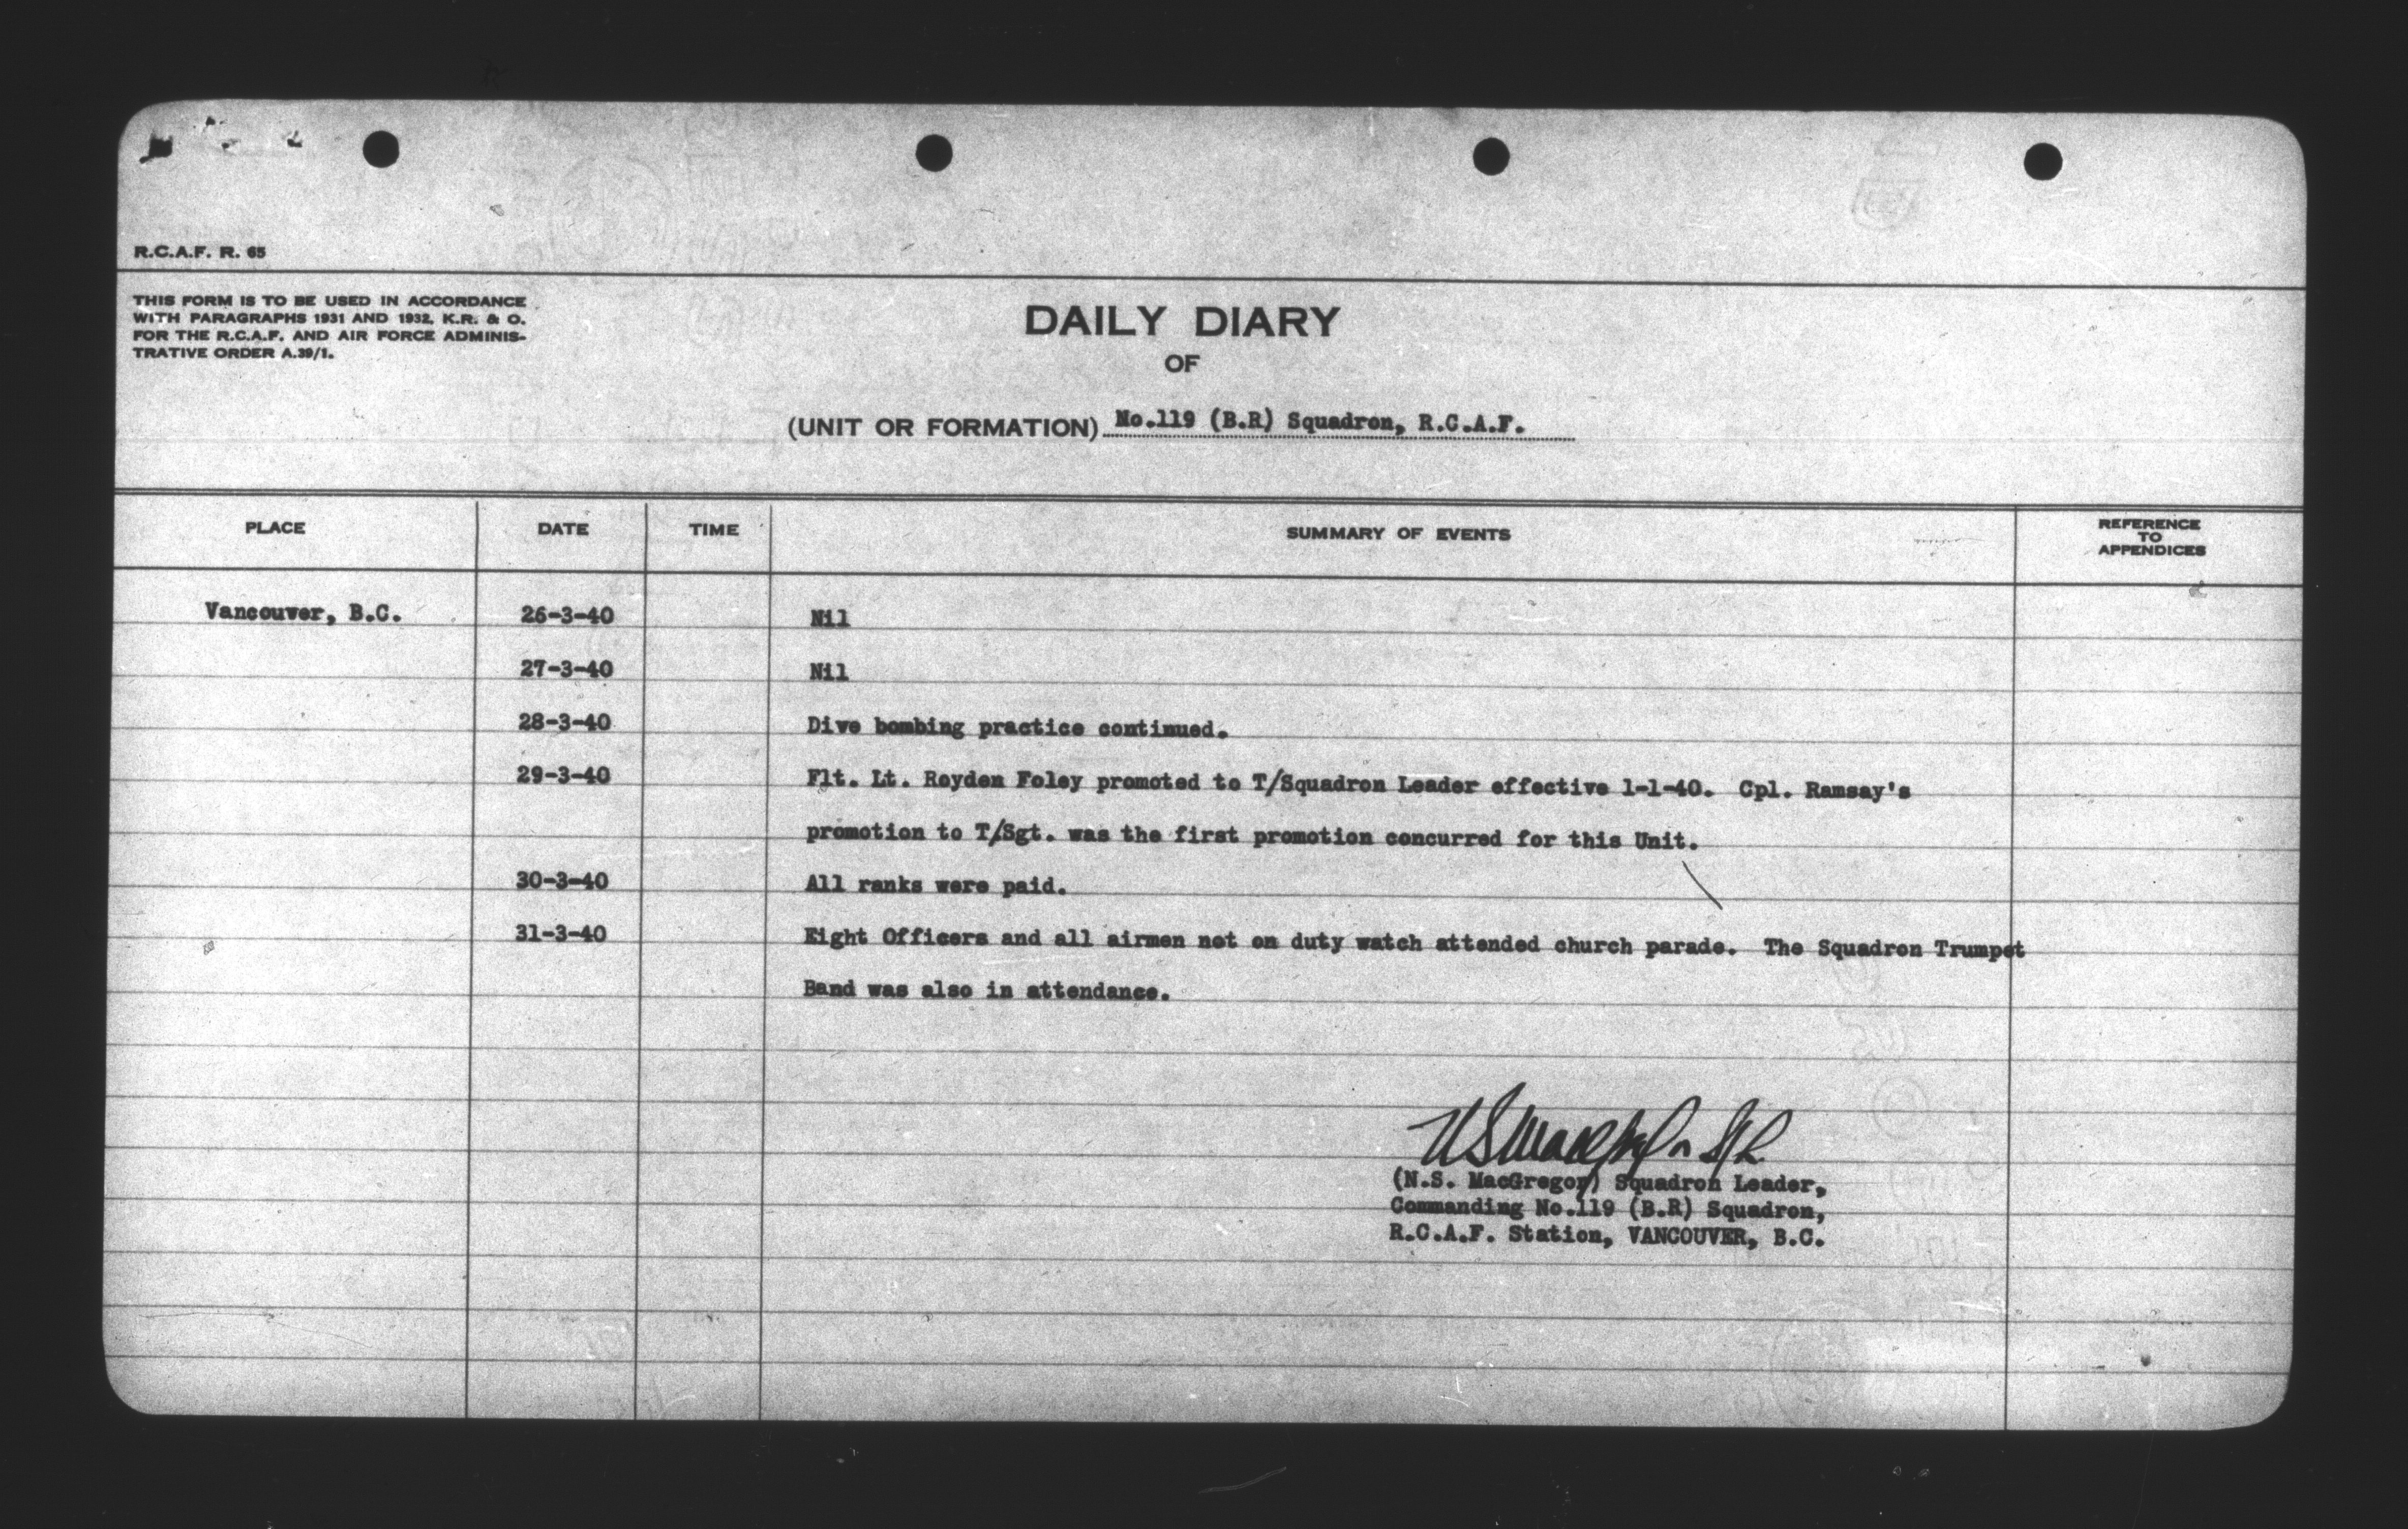 R.C.A.F. R. 65
THIS FORM IS TO BE USED IN ACCORDANCE
WITH PARAGRAPHS 1931 AND 1932, K.R. & O.
FOR THE R.C.A.F. AND AIR FORCE ADMINIS-
TRATIVE ORDER A.39/1.
DAILY DIARY
OF
(UNIT OR FORMATION) No.119 (B.R) Squadron, R.C.A.F.
PLACE DATE TIME SUMMARY OF EVENTS REFERENCE TO APPENDICES
Vancouver, B.C. 26-3-40 Nil
27-3-40 Nil
28-3-40 Dive bombing practice continued.
29-3-40 Flt. Lt. Royden Foley promoted to T/Squadron Leader effective 1-1-40. Cpl. Ramsay's
promotion to T/Sgt. was the first promotion concurred for this Unit.
30-3-40 All ranks were paid.
31-3-40 Eight Officers and all airmen not on duty watch attended church parade. The Squadron Trumpet
Band was also in attendance.
NSMacGregor S/L
(N.S. MacGregor) Squadron Leader,
Commanding No.119 (B.R) Squadron,
R.C.A.F. Station, VANCOUVER, B.C.